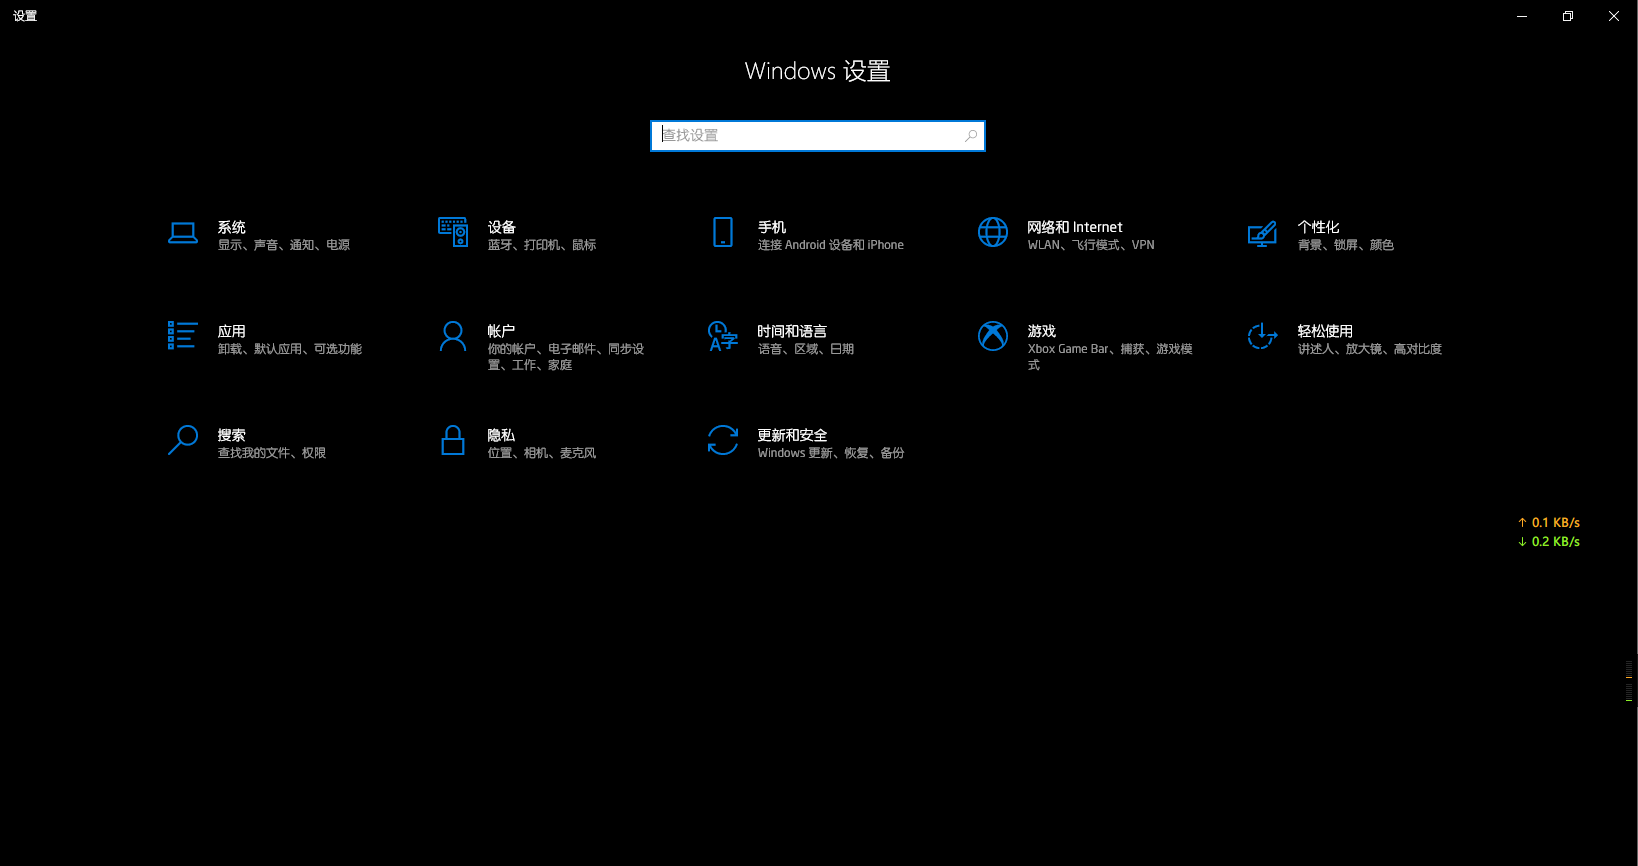 设置
Windows 设置
查找设置
系统
显示、声音、通知、电源
设备
蓝牙、打印机、鼠标
手机
连接 Android 设备和 iPhone
网络和 Internet
WLAN、飞行模式、VPN
个性化
背景、锁屏、颜色
应用
卸载、默认应用、可选功能
帐户
你的帐户、电子邮件、同步设
置、工作、家庭
时间和语言
语音、区域、日期
游戏
Xbox Game Bar、捕获、游戏模
式
轻松使用
讲述人、放大镜、高对比度
搜索
查找我的文件、权限
隐私
位置、相机、麦克风
更新和安全
Windows 更新、恢复、备份
↑ 0.1 KB/s
↓ 0.2 KB/s